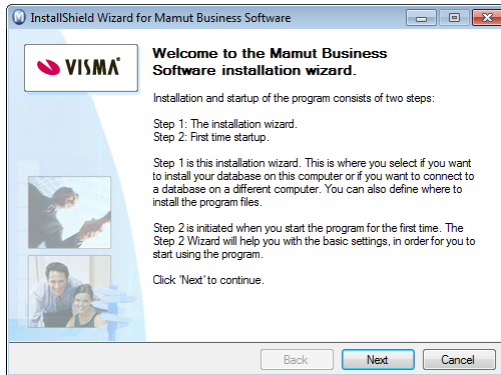 InstallShield Wizard for Mamut Business Software
VISMA
Welcome to the Mamut Business
Software installation wizard.
Installation and startup of the program consists of two steps:
Step 1: The installation wizard.
Step 2: First time startup.
Step 1 is this installation wizard. This is where you select if you want
to install your database on this computer or if you want to connect to
a database on a different computer. You can also define where to
install the program files.
Step 2 is initiated when you start the program for the first time. The
Step 2 Wizard will help you with the basic settings, in order for you to
start using the program.
Click 'Next' to continue.
Back
Next
Cancel